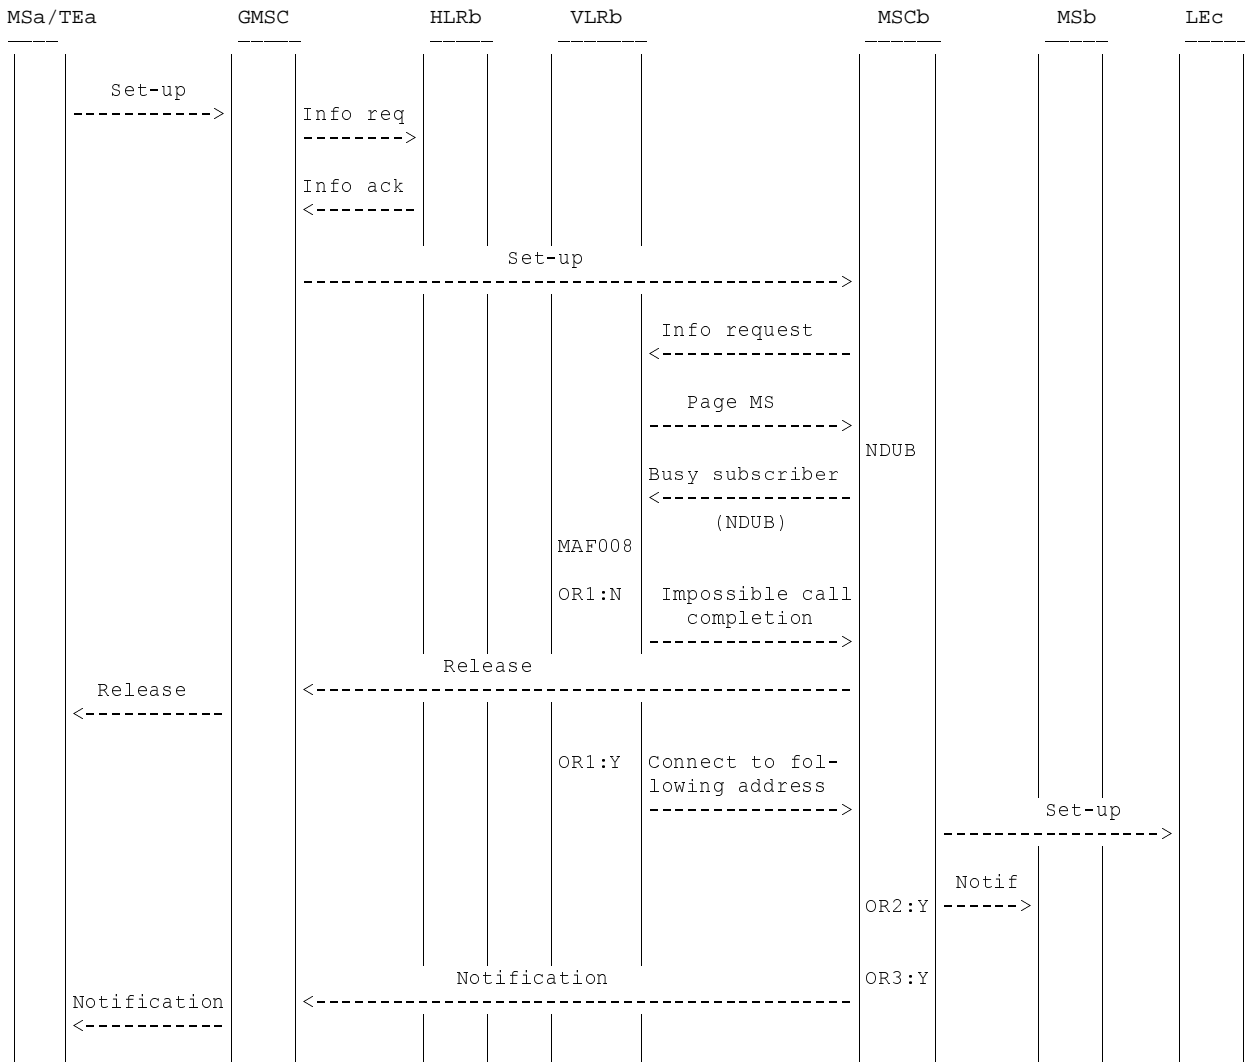 MSa/TEa GMSC HLRb VLRb MSCb MSb LEc
Set-up
Info req
Info ack
Set-up
Info request
Page MS
NDUB
Busy subscriber
(NDUB)
MAF008
OR1:N Impossible call
completion
Release
Release
OR1:Y Connect to fol-
lowing address
Set-up
Notif
OR2:Y
Notification OR3:Y
Notification